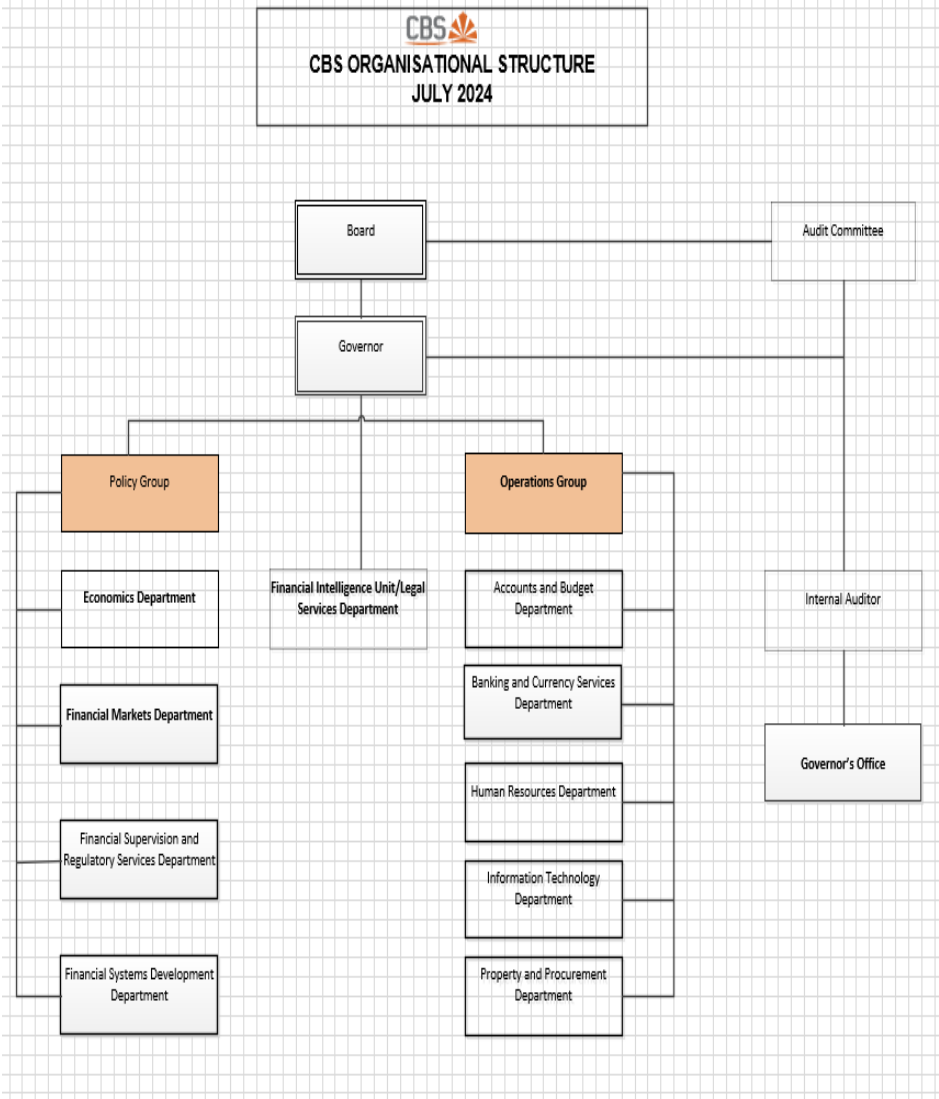 CBS
CBS ORGANISATIONAL STRUCTURE
JULY 2024
Board
Audit Committee
Governor
Policy Group
Operations Group
Economics Department
Financial Intelligence Unit/Legal
Services Department
Accounts and Budget
Department
Internal Auditor
Financial Markets Department
Banking and Currency Services
Department
Governor's Office
Human Resources Department
Financial Supervision and
Regulatory Services Department
Information Technology
Department
Financial Systems Development
Department
Property and Procurement
Department